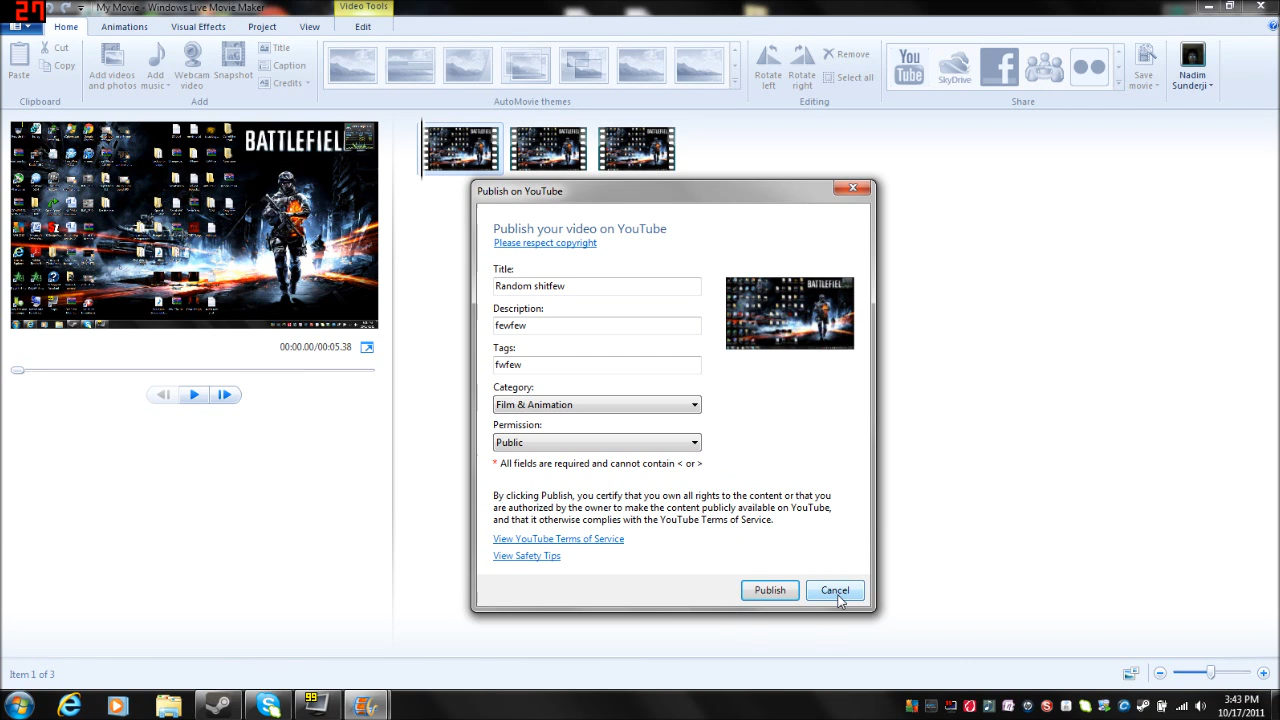 27
My Movie - Windows Live Movie Maker
Video Tools
Home Animations Visual Effects Project View Edit
Paste
Cut
Copy
Clipboard
Add videos and photos
Add music
Webcam video
Snapshot
Title
Caption
Credits
Add
AutoMovie themes
Rotate left
Rotate right
Remove
Select all
Editing
You Tube
SkyDrive
Share
Save movie
Nadim Sunderji
BATTLEFIEL
00:00.00/00:05.38
Publish on YouTube
Publish your video on YouTube
Please respect copyright
Title:
Random shitfew
Description:
fewfew
Tags:
fwfew
Category:
Film & Animation
Permission:
Public
* All fields are required and cannot contain < or >
By clicking Publish, you certify that you own all rights to the content or that you
are authorized by the owner to make the content publicly available on YouTube,
and that it otherwise complies with the YouTube Terms of Service.
View YouTube Terms of Service
View Safety Tips
Publish Cancel
Item 1 of 3
99
3:43 PM
10/17/2011